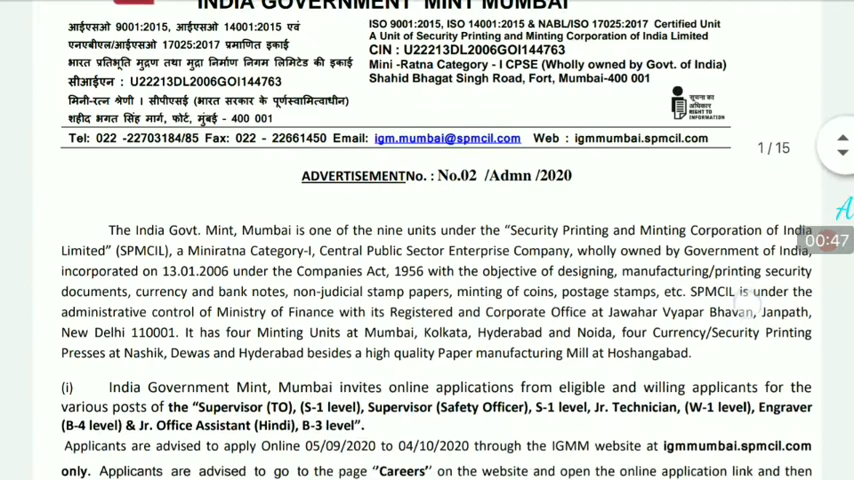 INDIA GOVERNMENT MINT MUMBAI
आईएसओ 9001:2015, आईएसओ 14001:2015 एवं
एनएबीएल/आईएसओ 17025:2017 प्रमाणित इकाई
भारत प्रतिभूति मुद्रण तथा मुद्रा निर्माण निगम लिमिटेड की इकाई
सीआईएन : U22213DL2006GOI144763
मिनी-रत्न श्रेणी । सीपीएसई (भारत सरकार के पूर्णस्वामित्वाधीन)
शहीद भगत सिंह मार्ग, फोर्ट, मुंबई - 400 001
ISO 9001:2015, ISO 14001:2015 & NABL/ISO 17025:2017 Certified Unit
A Unit of Security Printing and Minting Corporation of India Limited
CIN : U22213DL2006GOI144763
Mini -Ratna Category - I CPSE (Wholly owned by Govt. of India)
Shahid Bhagat Singh Road, Fort, Mumbai-400 001
सूचना का
अधिकार
RIGHT TO
INFORMATION
Tel: 022 -22703184/85 Fax: 022 - 22661450 Email: igm.mumbai@spmcil.com Web : igmmumbai.spmcil.com
1/15
ADVERTISEMENTNo. : No.02 /Admn /2020
00:47
The India Govt. Mint, Mumbai is one of the nine units under the “Security Printing and Minting Corporation of India
Limited” (SPMCIL), a Miniratna Category-I, Central Public Sector Enterprise Company, wholly owned by Government of India,
incorporated on 13.01.2006 under the Companies Act, 1956 with the objective of designing, manufacturing/printing security
documents, currency and bank notes, non-judicial stamp papers, minting of coins, postage stamps, etc. SPMCIL is under the
administrative control of Ministry of Finance with its Registered and Corporate Office at Jawahar Vyapar Bhavan, Janpath,
New Delhi 110001. It has four Minting Units at Mumbai, Kolkata, Hyderabad and Noida, four Currency/Security Printing
Presses at Nashik, Dewas and Hyderabad besides a high quality Paper manufacturing Mill at Hoshangabad.
(i) India Government Mint, Mumbai invites online applications from eligible and willing applicants for the
various posts of the “Supervisor (TO), (S-1 level), Supervisor (Safety Officer), S-1 level, Jr. Technician, (W-1 level), Engraver
(B-4 level) & Jr. Office Assistant (Hindi), B-3 level”.
Applicants are advised to apply Online 05/09/2020 to 04/10/2020 through the IGMM website at igmmumbai.spmcil.com
only. Applicants are advised to go to the page “Careers” on the website and open the online application link and then